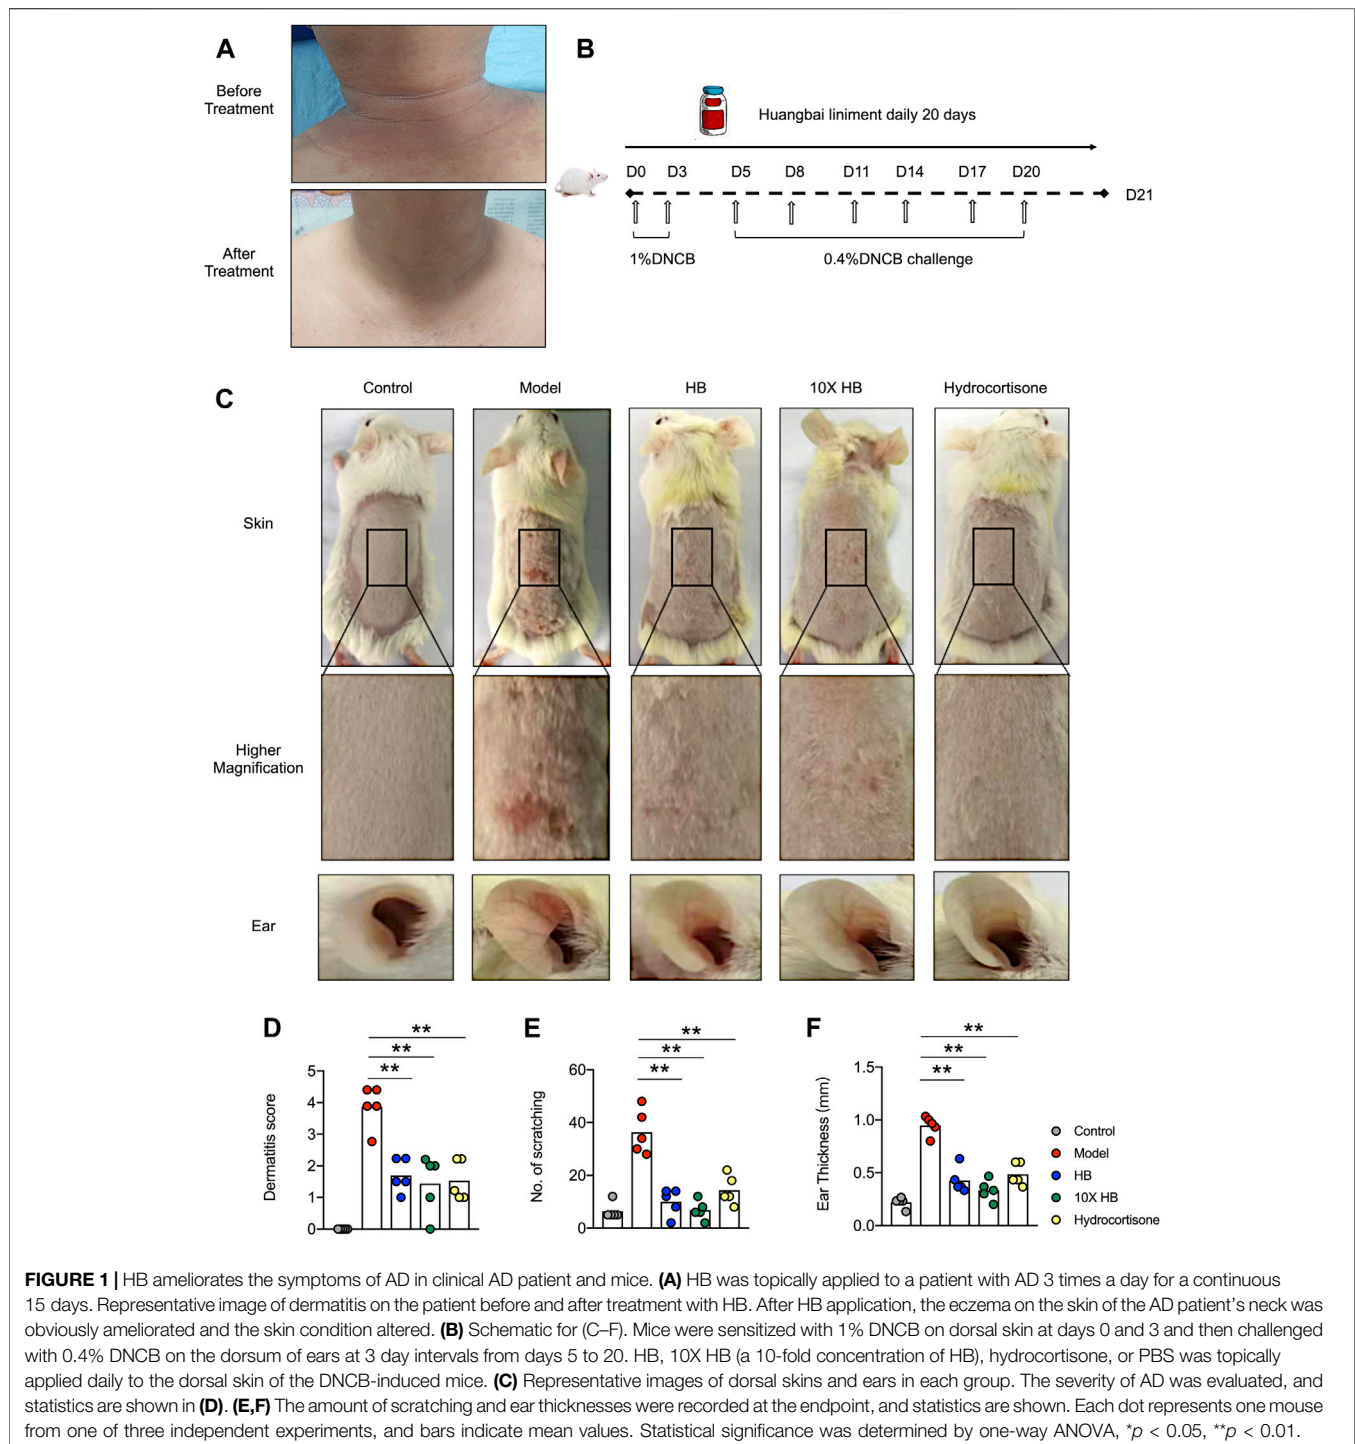 A
Before
Treatment
After
Treatment
B
Huangbai liniment daily 20 days
D0 D3 D5 D8 D11 D14 D17 D20
D21
1%DNCB 0.4%DNCB challenge
C
Control Model HB 10X HB Hydrocortisone
Skin
Higher
Magnification
Ear
D
**
**
**
5
4
3
2
1
0
Dermatitis score
E
**
**
**
60
40
20
0
No. of scratching
F
**
**
**
1.5
1.0
0.5
0.0
Ear Thickness (mm)
Control
Model
HB
10X HB
Hydrocortisone
FIGURE 1 | HB ameliorates the symptoms of AD in clinical AD patient and mice. (A) HB was topically applied to a patient with AD 3 times a day for a continuous
15 days. Representative image of dermatitis on the patient before and after treatment with HB. After HB application, the eczema on the skin of the AD patient's neck was
obviously ameliorated and the skin condition altered. (B) Schematic for (C–F). Mice were sensitized with 1% DNCB on dorsal skin at days 0 and 3 and then challenged
with 0.4% DNCB on the dorsum of ears at 3 day intervals from days 5 to 20. HB, 10X HB (a 10-fold concentration of HB), hydrocortisone, or PBS was topically
applied daily to the dorsal skin of the DNCB-induced mice. (C) Representative images of dorsal skins and ears in each group. The severity of AD was evaluated, and
statistics are shown in (D). (E,F) The amount of scratching and ear thicknesses were recorded at the endpoint, and statistics are shown. Each dot represents one mouse
from one of three independent experiments, and bars indicate mean values. Statistical significance was determined by one-way ANOVA, *p < 0.05, **p < 0.01.